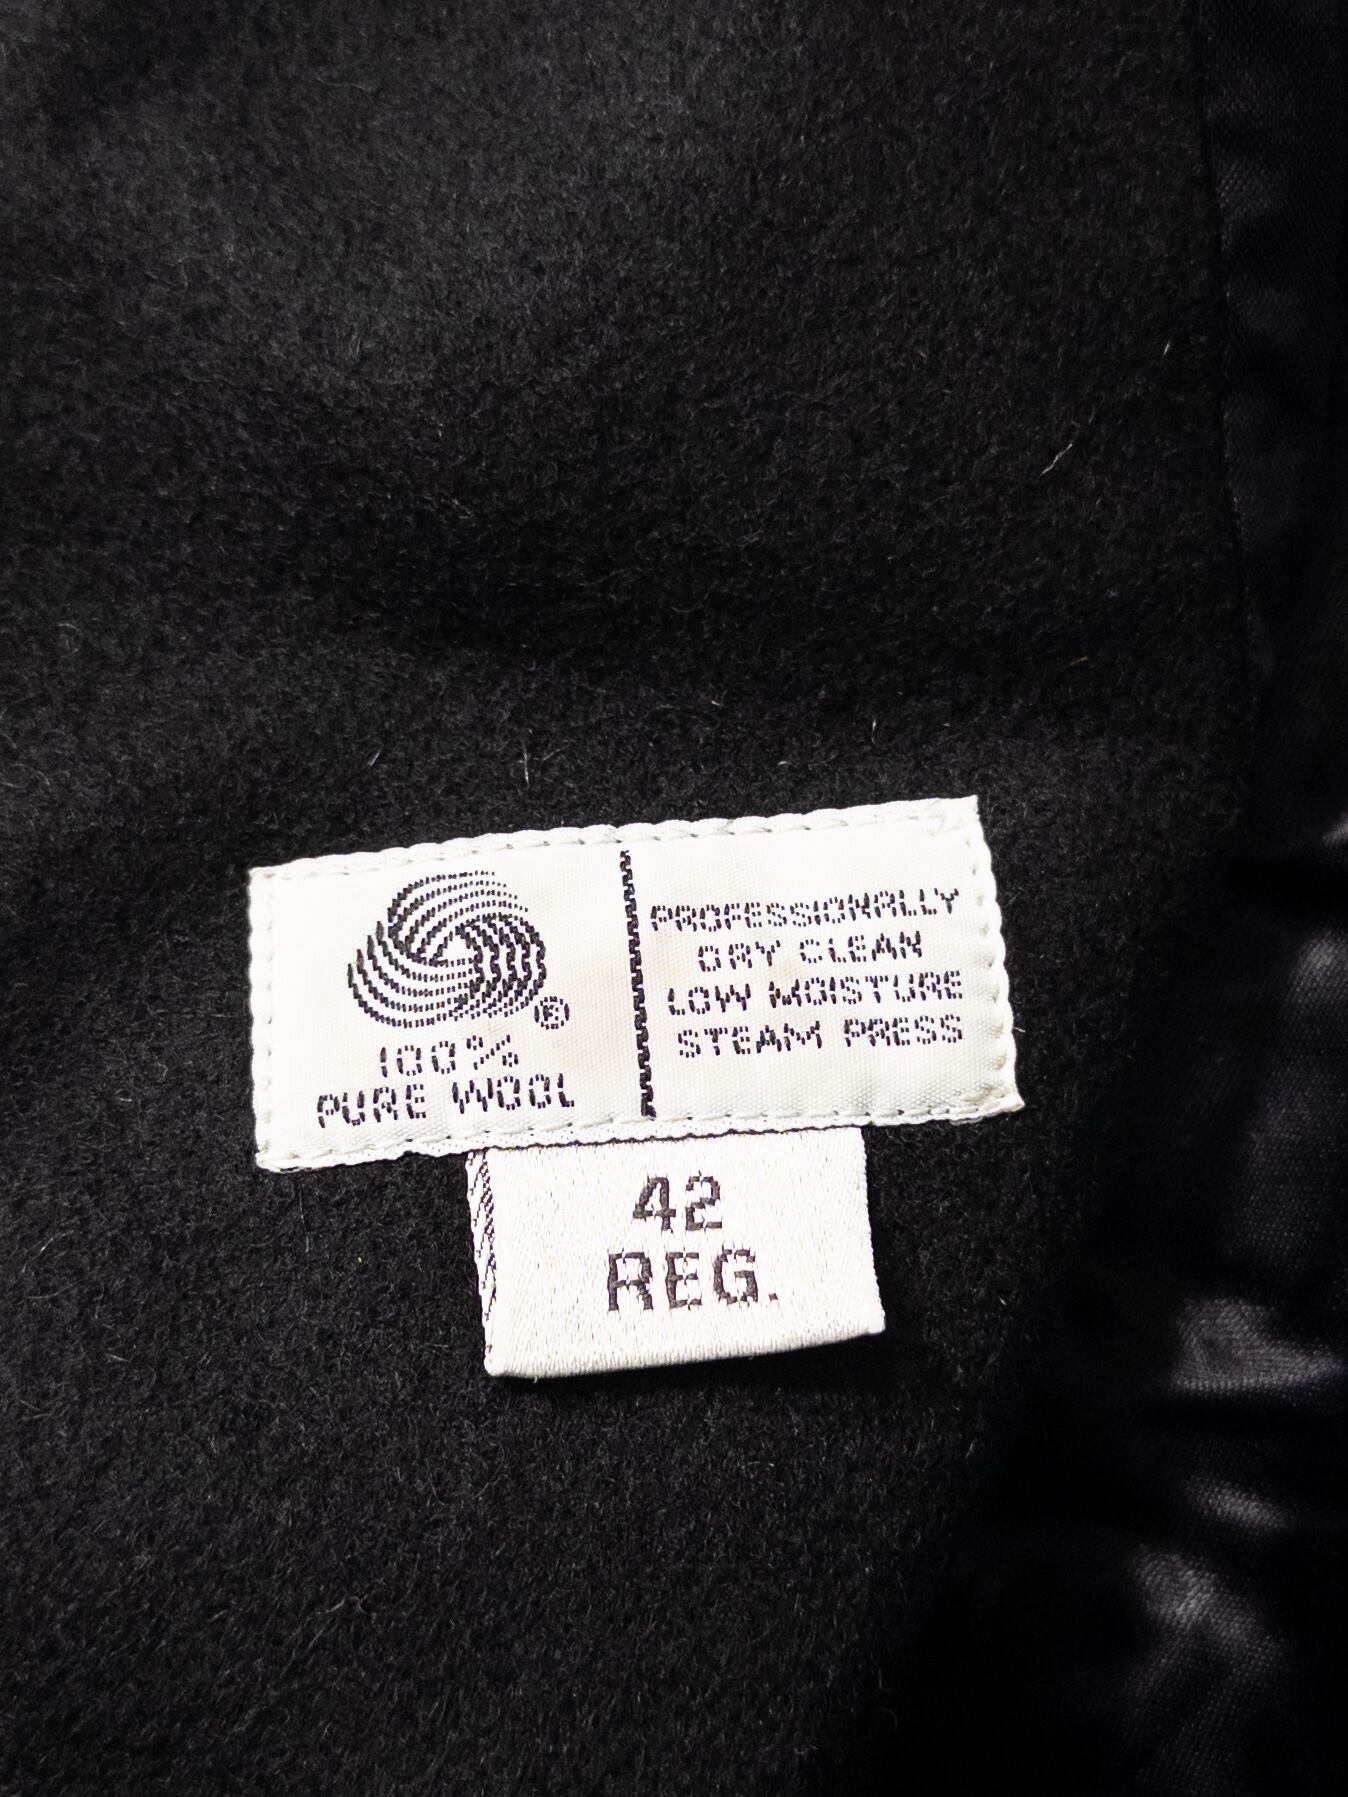 ®
100%
PURE WOOL
PROFESSIONALLY
DRY CLEAN
LOW MOISTURE
STEAM PRESS
42
REG.